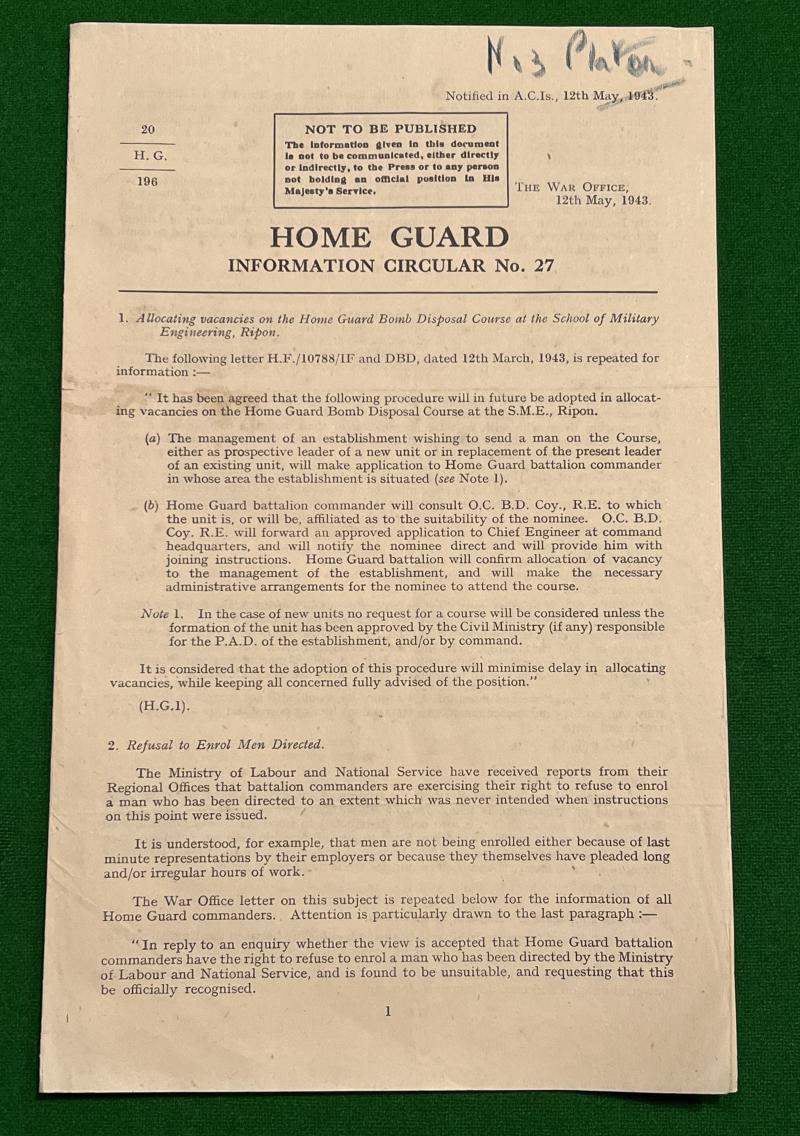 No 3 Platoon
Notified in A.C.Is., 12th May, 1943.
20
H. G.
196
NOT TO BE PUBLISHED
The information given in this document
is not to be communicated, either directly
or indirectly, to the Press or to any person
not holding an official position in His
Majesty's Service.
THE WAR OFFICE,
12th May, 1943.
HOME GUARD
INFORMATION CIRCULAR No. 27
1. Allocating vacancies on the Home Guard Bomb Disposal Course at the School of Military
Engineering, Ripon.
The following letter H.F./10788/IF and DBD, dated 12th March, 1943, is repeated for
information :—
" It has been agreed that the following procedure will in future be adopted in allocat-
ing vacancies on the Home Guard Bomb Disposal Course at the S.M.E., Ripon.
(a) The management of an establishment wishing to send a man on the Course,
either as prospective leader of a new unit or in replacement of the present leader
of an existing unit, will make application to Home Guard battalion commander
in whose area the establishment is situated (see Note 1).
(b) Home Guard battalion commander will consult O.C. B.D. Coy., R.E. to which
the unit is, or will be, affiliated as to the suitability of the nominee. O.C. B.D.
Coy. R.E. will forward an approved application to Chief Engineer at command
headquarters, and will notify the nominee direct and will provide him with
joining instructions. Home Guard battalion will confirm allocation of vacancy
to the management of the establishment, and will make the necessary
administrative arrangements for the nominee to attend the course.
Note 1. In the case of new units no request for a course will be considered unless the
formation of the unit has been approved by the Civil Ministry (if any) responsible
for the P.A.D. of the establishment, and/or by command.
It is considered that the adoption of this procedure will minimise delay in allocating
vacancies, while keeping all concerned fully advised of the position."
(H.G.1).
2. Refusal to Enrol Men Directed.
The Ministry of Labour and National Service have received reports from their
Regional Offices that battalion commanders are exercising their right to refuse to enrol
a man who has been directed to an extent which was never intended when instructions
on this point were issued.
It is understood, for example, that men are not being enrolled either because of last
minute representations by their employers or because they themselves have pleaded long
and/or irregular hours of work.
The War Office letter on this subject is repeated below for the information of all
Home Guard commanders. Attention is particularly drawn to the last paragraph :—
"In reply to an enquiry whether the view is accepted that Home Guard battalion
commanders have the right to refuse to enrol a man who has been directed by the Ministry
of Labour and National Service, and is found to be unsuitable, and requesting that this
be officially recognised.
1